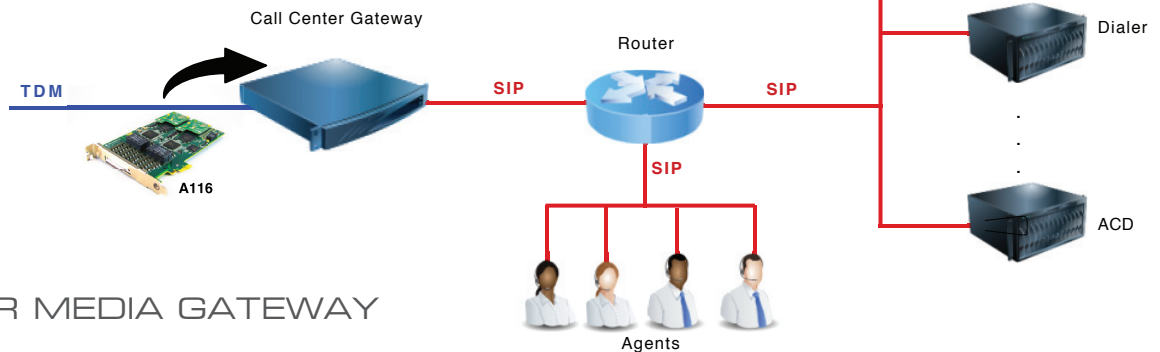 Call Center Gateway
Dialer
Router
TDM
SIP
SIP
A116
SIP
ACD
R MEDIA GATEWAY
Agents